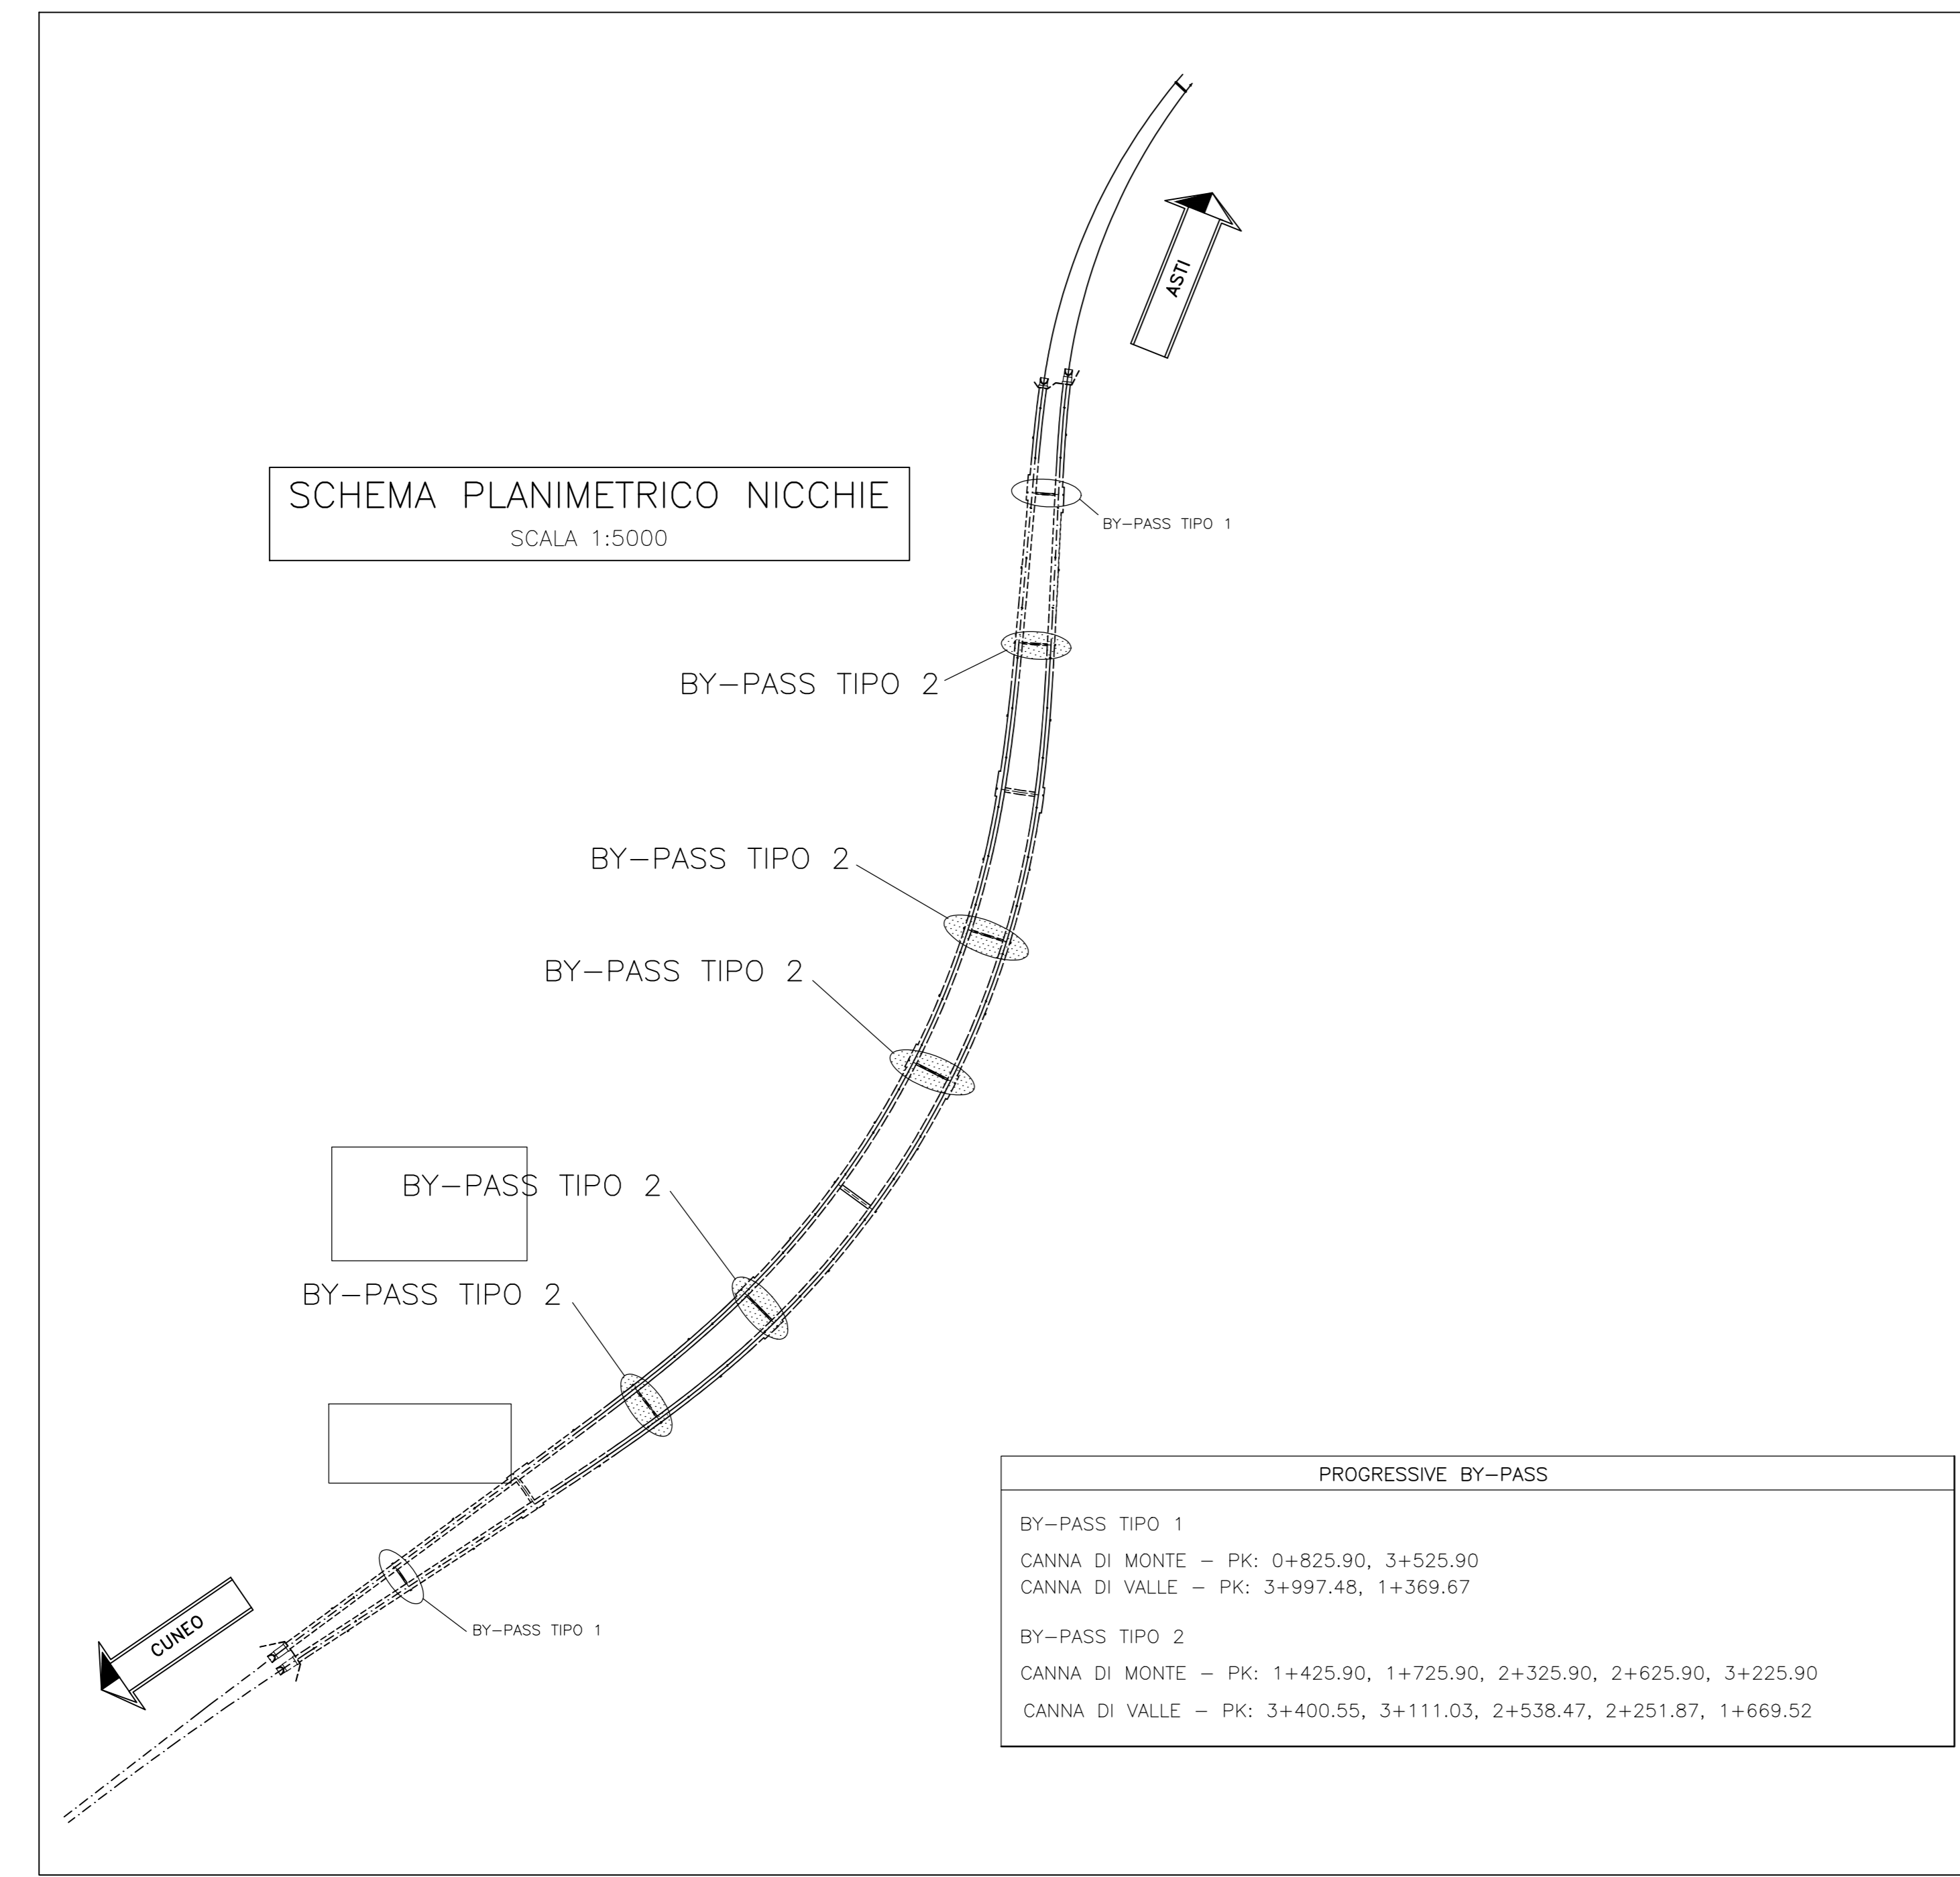 ASTI
SCHEMA PLANIMETRICO NICCHIE
SCALA 1:5000
BY-PASS TIPO 1
BY-PASS TIPO 2
BY-PASS TIPO 2
BY-PASS TIPO 2
BY-PASS TIPO 2
BY-PASS TIPO 2
CUNEO
BY-PASS TIPO 1
PROGRESSIVE BY-PASS
BY-PASS TIPO 1
CANNA DI MONTE - PK: 0+825.90, 3+525.90
CANNA DI VALLE - PK: 3+997.48, 1+369.67
BY-PASS TIPO 2
CANNA DI MONTE - PK: 1+425.90, 1+725.90, 2+325.90, 2+625.90, 3+225.90
CANNA DI VALLE - PK: 3+400.55, 3+111.03, 2+538.47, 2+251.87, 1+669.52